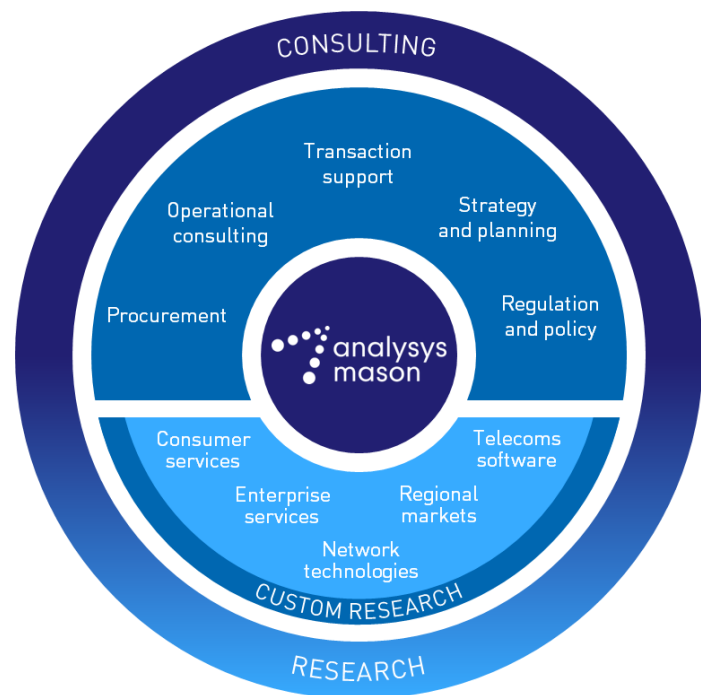 CONSULTING
Transaction
support
Operational
consulting
Strategy
and planning
Procurement
Regulation
and policy
analysys
mason
Consumer
services
Telecoms
software
Enterprise
services
Regional
markets
Network
technologies
CUSTOM RESEARCH
RESEARCH